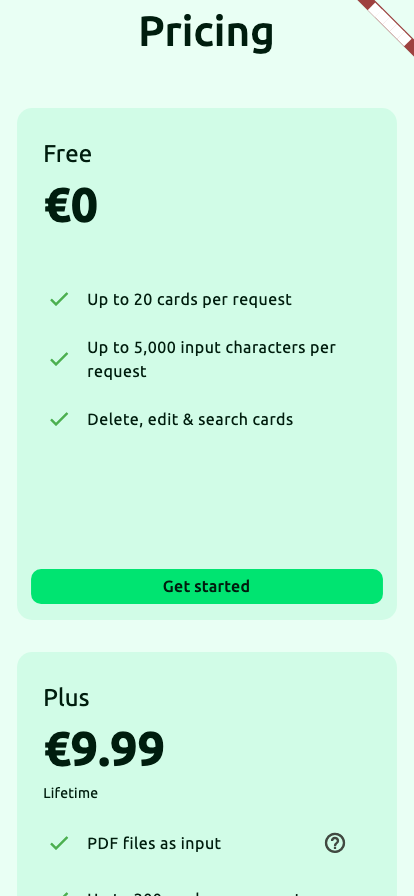 Pricing
Free
€0
Up to 20 cards per request
Up to 5,000 input characters per
request
Delete, edit & search cards
Get started
Plus
€9.99
Lifetime
PDF files as input